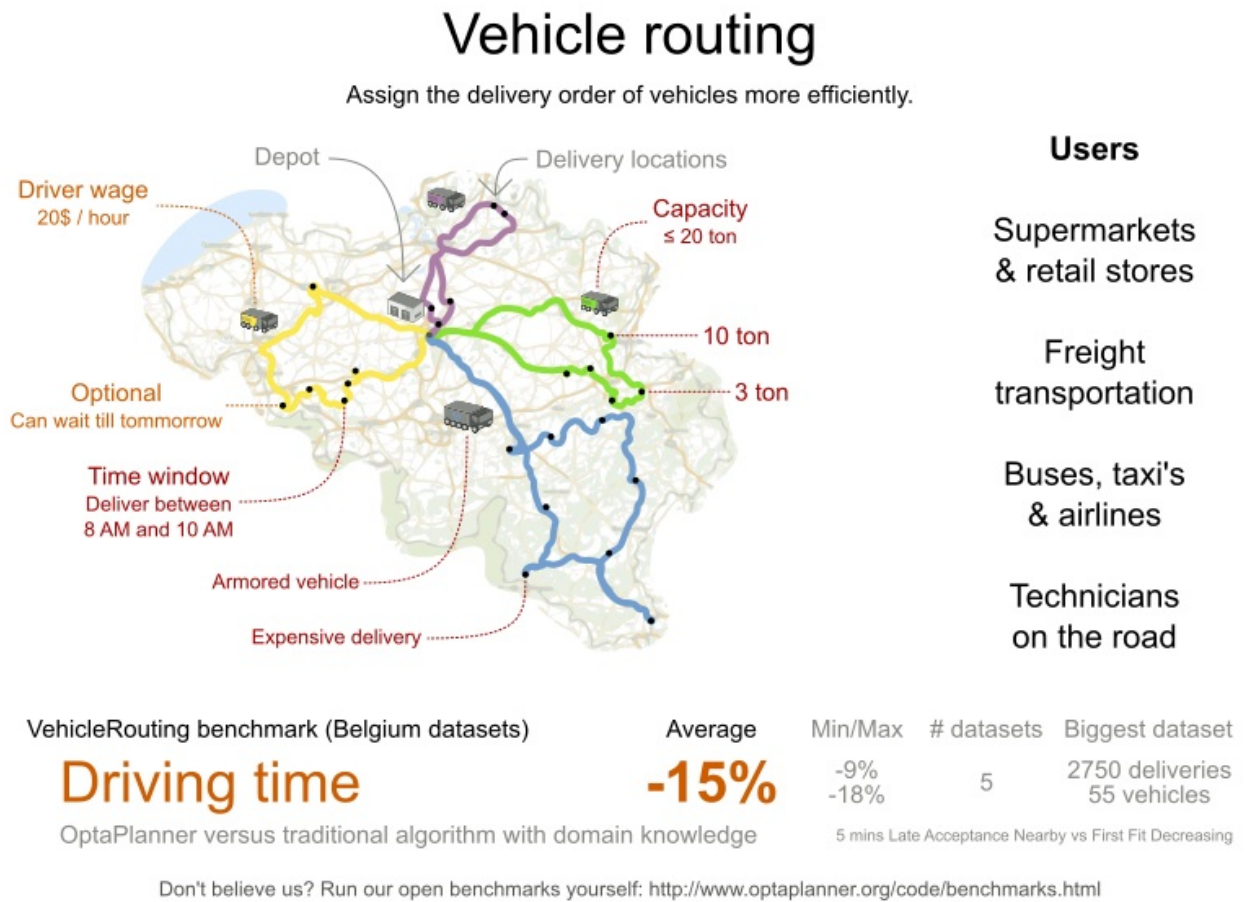 Vehicle routing
Assign the delivery order of vehicles more efficiently.
Depot
Delivery locations
Driver wage
20$ / hour
Capacity
≤ 20 ton
10 ton
3 ton
Optional
Can wait till tommorrow
Time window
Deliver between
8 AM and 10 AM
Armored vehicle
Expensive delivery
Users
Supermarkets
& retail stores
Freight
transportation
Buses, taxi's
& airlines
Technicians
on the road
VehicleRouting benchmark (Belgium datasets)
Average
Min/Max
# datasets
Biggest dataset
Driving time
-15%
-9%
-18%
5
2750 deliveries
55 vehicles
OptaPlanner versus traditional algorithm with domain knowledge
5 mins Late Acceptance Nearby vs First Fit Decreasing
Don't believe us? Run our open benchmarks yourself: http://www.optaplanner.org/code/benchmarks.html